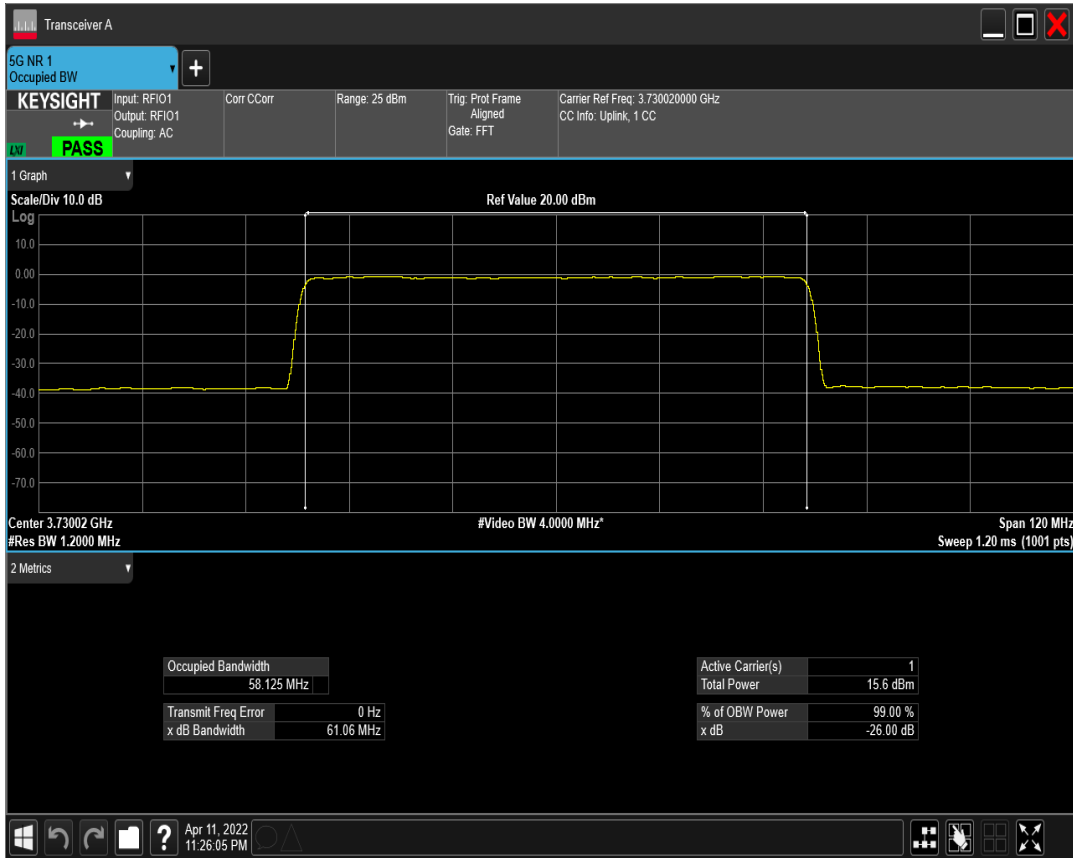 Transceiver A
5G NR 1
Occupied BW
KEYSIGHT
LXI
PASS
Input: RFIO1
Output: RFIO1
Coupling: AC
Corr CCorr
Range: 25 dBm
Trig: Prot Frame
Aligned
Gate: FFT
Carrier Ref Freq: 3.730020000 GHz
CC Info: Uplink, 1 CC
1 Graph
Scale/Div 10.0 dB
Ref Value 20.00 dBm
Log
10.0
0.00
-10.0
-20.0
-30.0
-40.0
-50.0
-60.0
-70.0
Center 3.73002 GHz
#Video BW 4.0000 MHz*
Span 120 MHz
#Res BW 1.2000 MHz
Sweep 1.20 ms (1001 pts)
2 Metrics
Occupied Bandwidth
58.125 MHz
Transmit Freq Error 0 Hz
x dB Bandwidth 61.06 MHz
Active Carrier(s) 1
Total Power 15.6 dBm
% of OBW Power 99.00 %
x dB -26.00 dB
?
Apr 11, 2022
11:26:05 PM